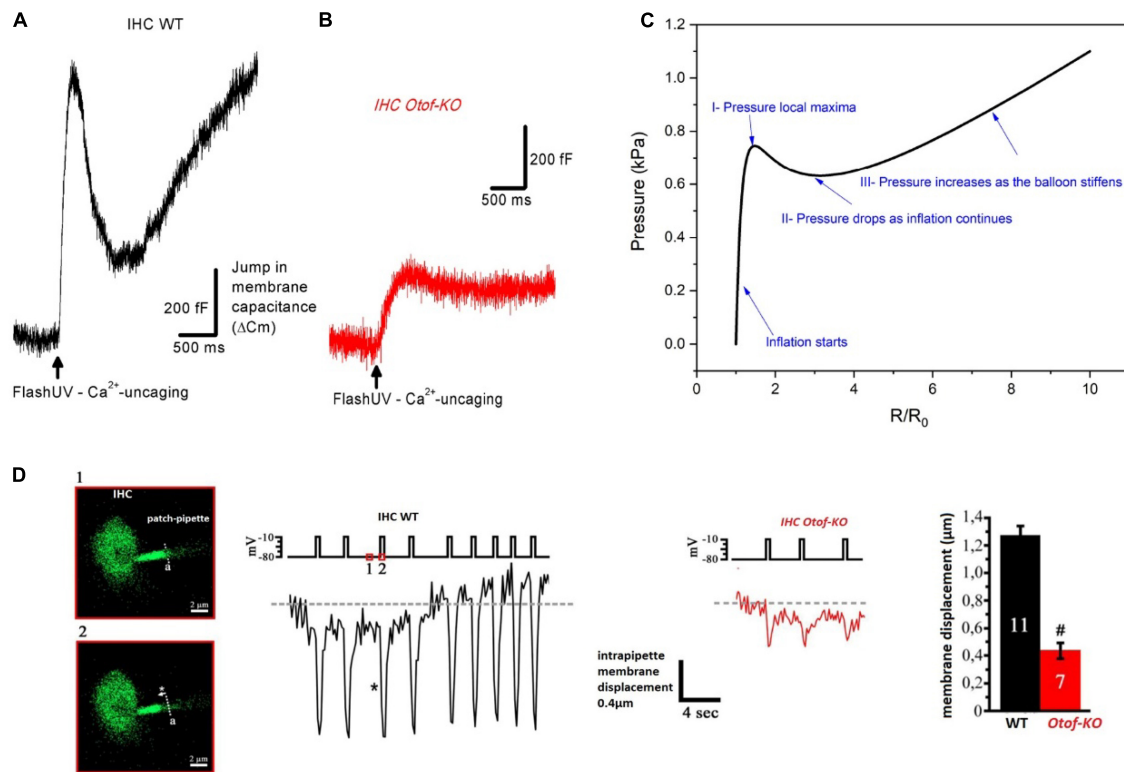 A
IHC WT
200 fF
500 ms
Jump in
membrane
capacitance
(ΔCm)
FlashUV - Ca²⁺-uncaging
B
IHC Otof-KO
200 fF
500 ms
FlashUV - Ca²⁺-uncaging
C
Pressure (kPa)
1.2
1.0
0.8
0.6
0.4
0.2
0.0
I- Pressure local maxima
III- Pressure increases as the balloon stiffens
II- Pressure drops as inflation continues
Inflation starts
0 2 4 6 8 10
R/R₀
D
1
IHC
patch-pipette
a
2 µm
2
*
a
2 µm
IHC WT
mV
-10
-80
1 2
*
IHC Otof-KO
mV
-10
-80
intrapipette
membrane
displacement
0.4µm
4 sec
membrane displacement (µm)
1,4
1,2
1
0,8
0,6
0,4
0,2
0
11
#
7
WT Otof-KO